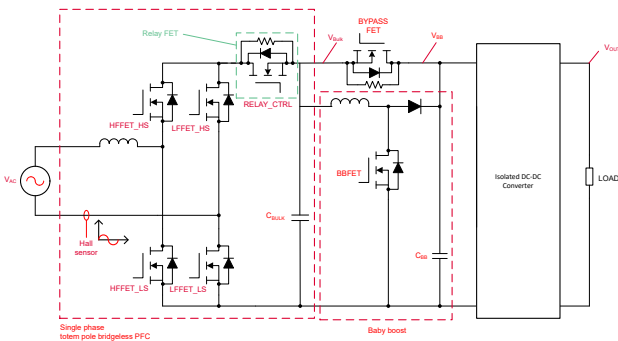 BYPASS
FET
Relay FET
VBulk
VBB
VOUT
RELAY_CTRL
HFFET_HS
LFFET_HS
BBFET
Isolated DC-DC
Converter
VAC
LOAD
CBULK
Hall
sensor
CBB
HFFET_LS
LFFET_LS
Single phase
totem pole bridgeless PFC
Baby boost